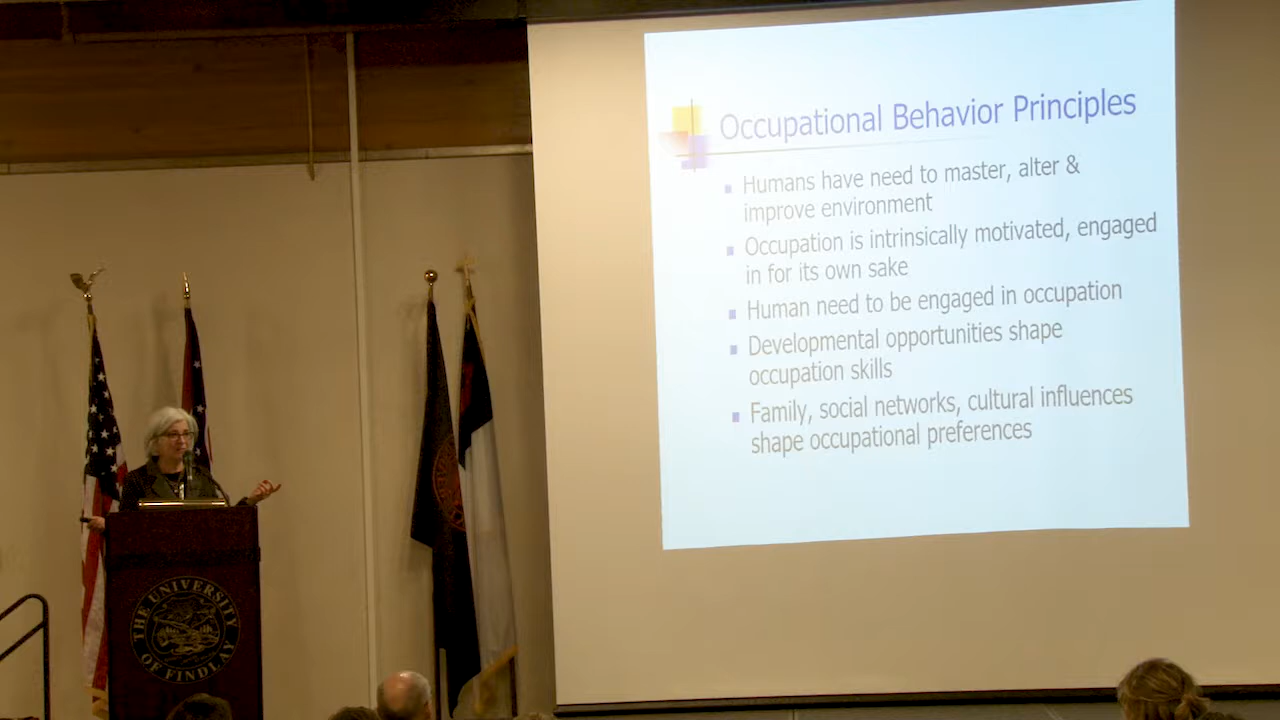 Occupational Behavior Principles
Humans have need to master, alter &
improve environment
Occupation is intrinsically motivated, engaged
in for its own sake
Human need to be engaged in occupation
Developmental opportunities shape
occupation skills
Family, social networks, cultural influences
shape occupational preferences
THE UNIVERSITY
OF FINDLAY